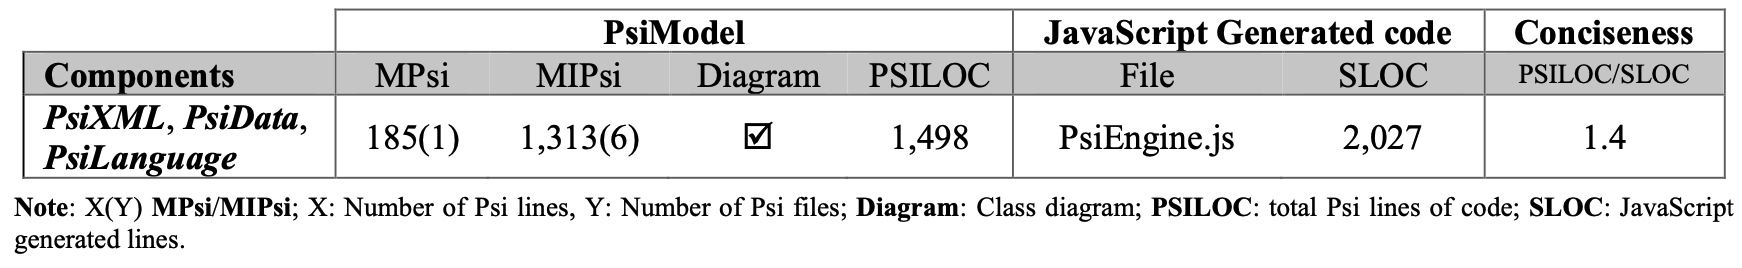 PsiModel JavaScript Generated code Conciseness
Components MPsi MIPsi Diagram PSILOC File SLOC PSILOC/SLOC
PsiXML, PsiData,
PsiLanguage 185(1) 1,313(6) ☑ 1,498 PsiEngine.js 2,027 1.4
Note: X(Y) MPsi/MIPsi; X: Number of Psi lines, Y: Number of Psi files; Diagram: Class diagram; PSILOC: total Psi lines of code; SLOC: JavaScript
generated lines.